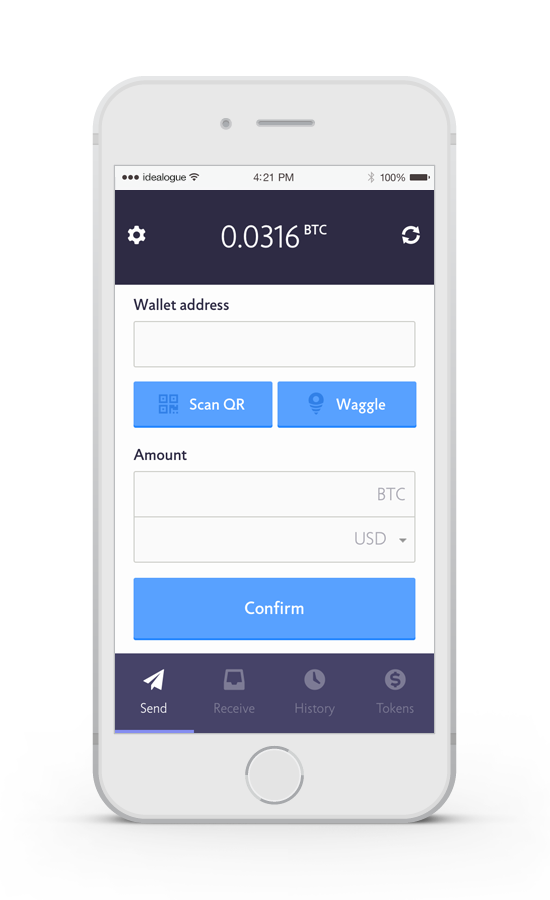 idealogue 4:21 PM 100%
0.0316 BTC
Wallet address
Scan QR Waggle
Amount
BTC
USD
Confirm
Send Receive History Tokens